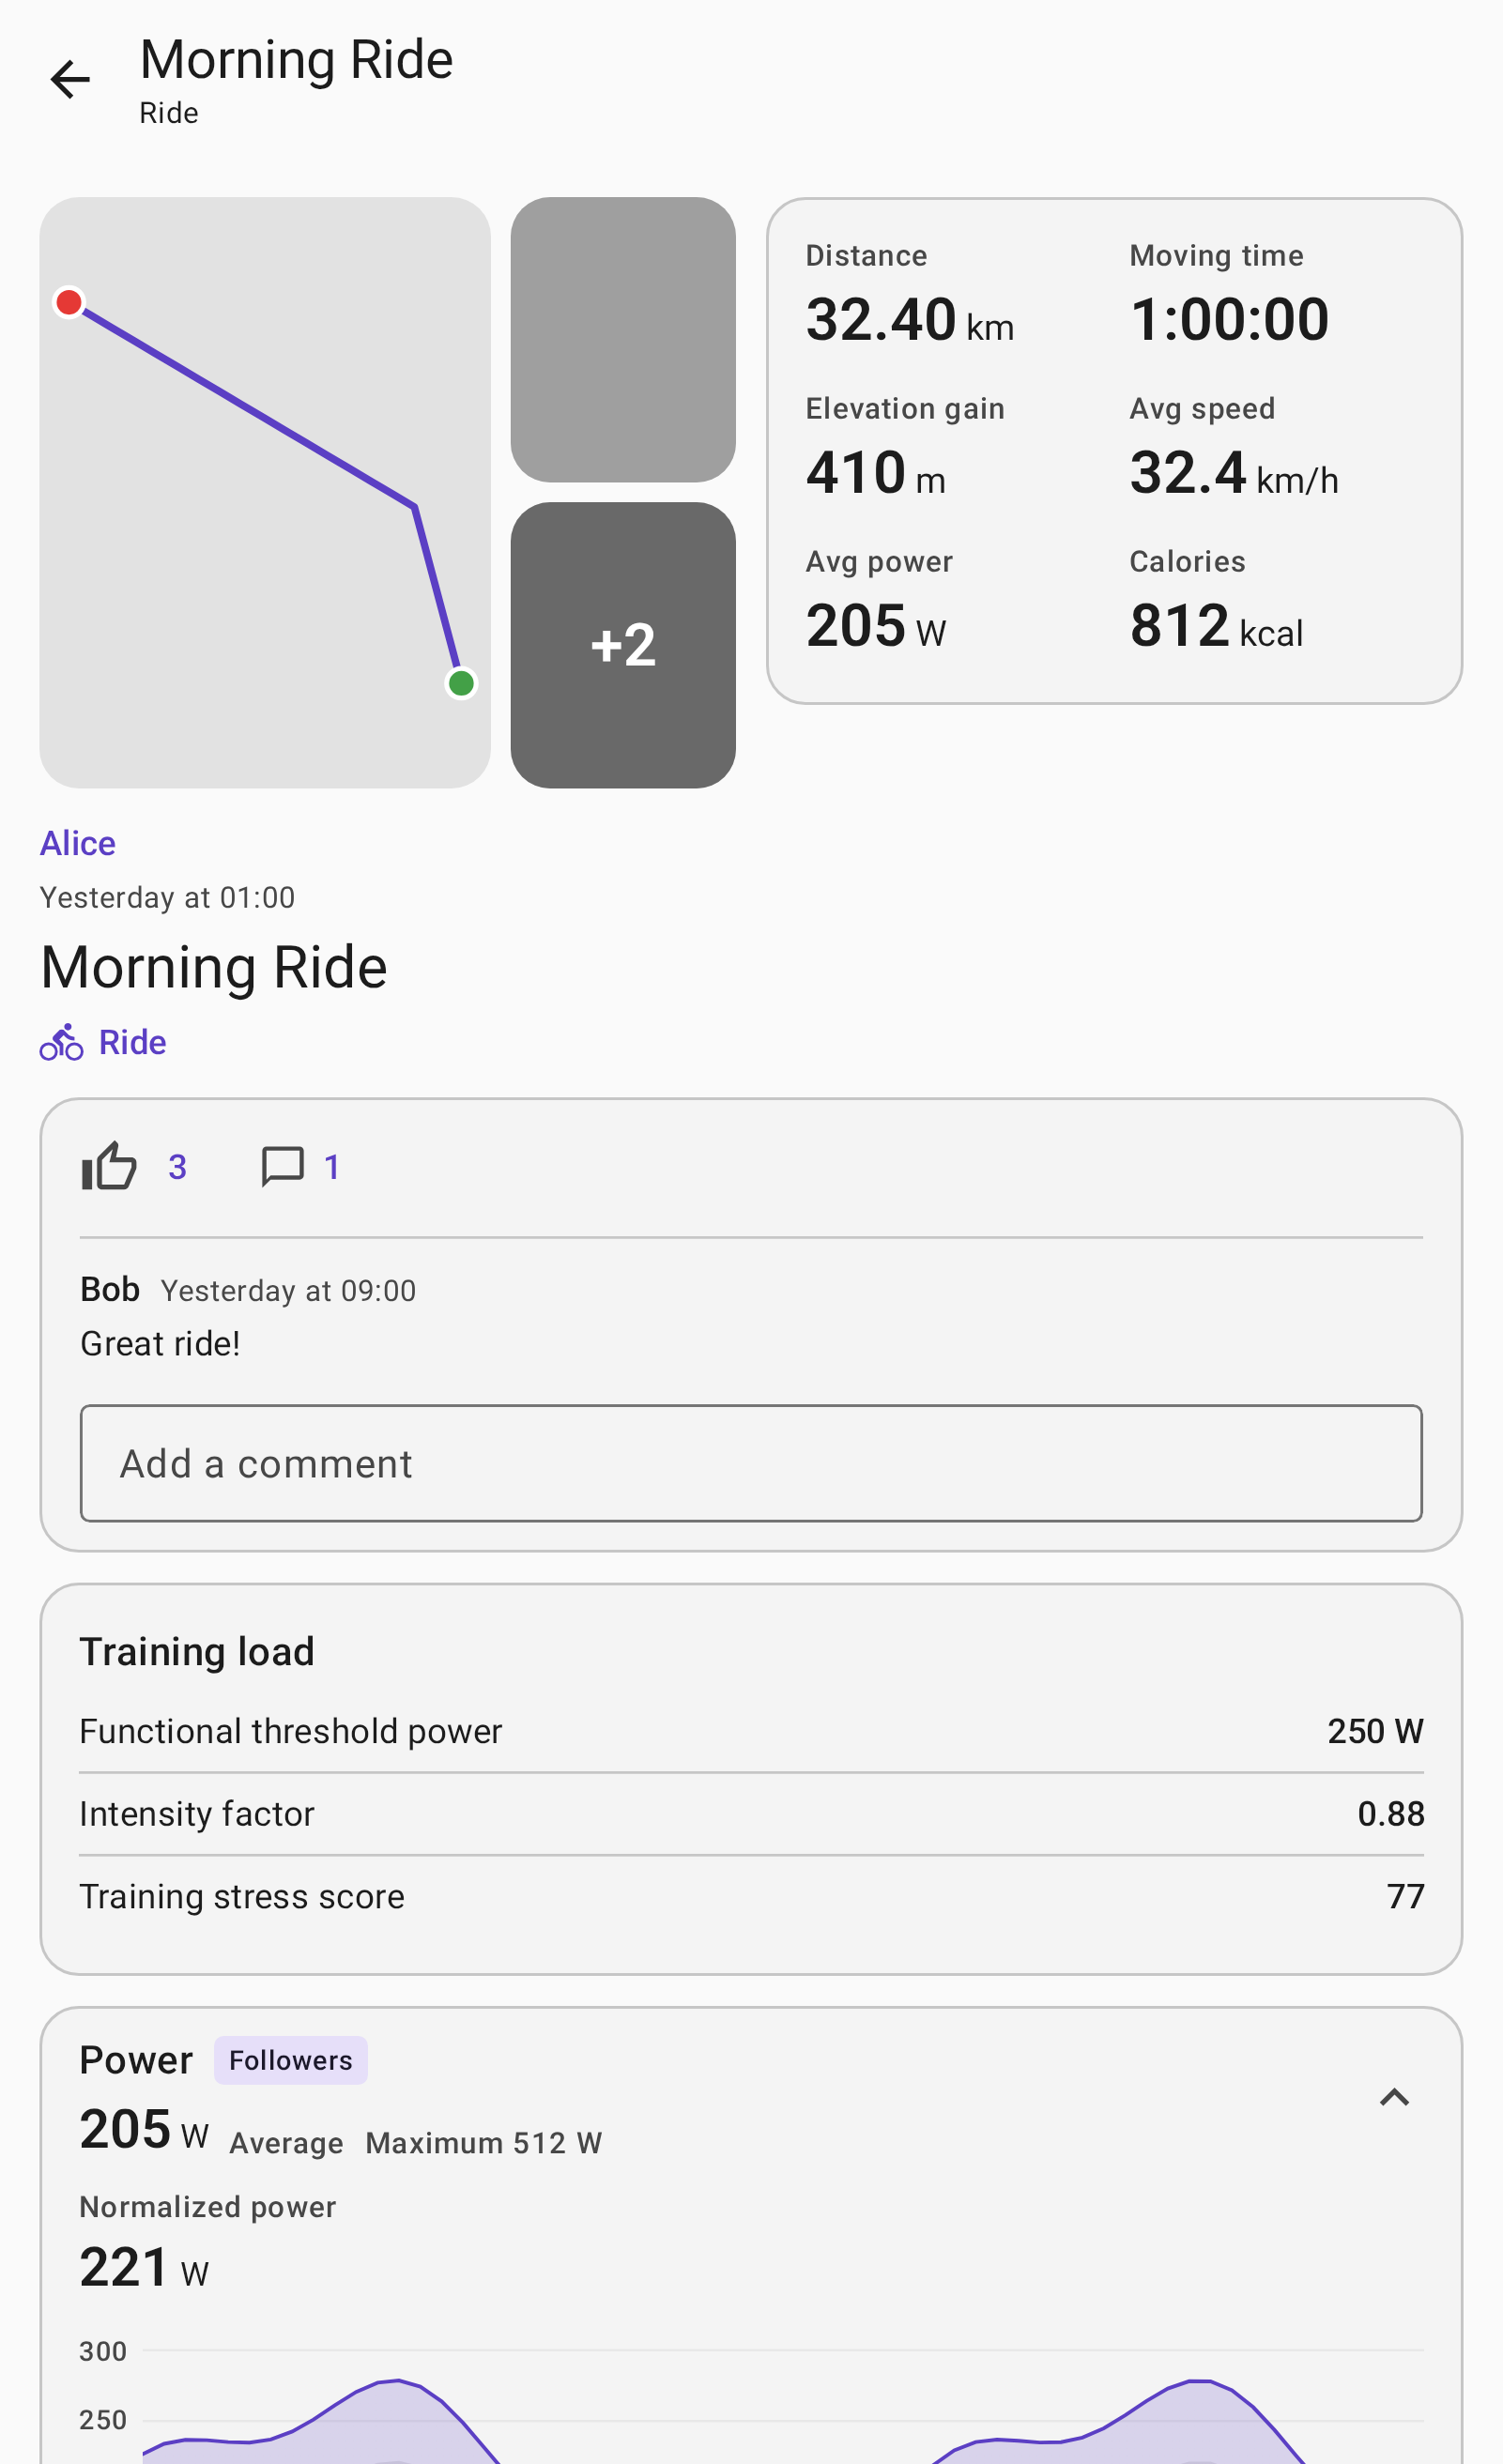 Morning Ride
Ride
+2
Distance
32.40 km
Moving time
1:00:00
Elevation gain
410 m
Avg speed
32.4 km/h
Avg power
205 W
Calories
812 kcal
Alice
Yesterday at 01:00
Morning Ride
Ride
3 1
Bob Yesterday at 09:00
Great ride!
Add a comment
Training load
Functional threshold power 250 W
Intensity factor 0.88
Training stress score 77
Power Followers
205 W Average Maximum 512 W
Normalized power
221 W
300
250